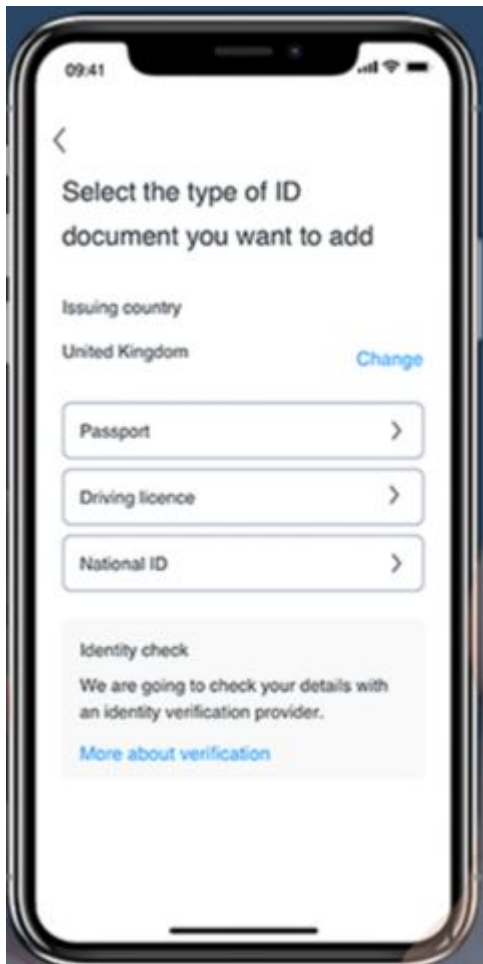 09:41
Select the type of ID
document you want to add
Issuing country
United Kingdom
Change
Passport
Driving licence
National ID
Identity check
We are going to check your details with
an identity verification provider.
More about verification